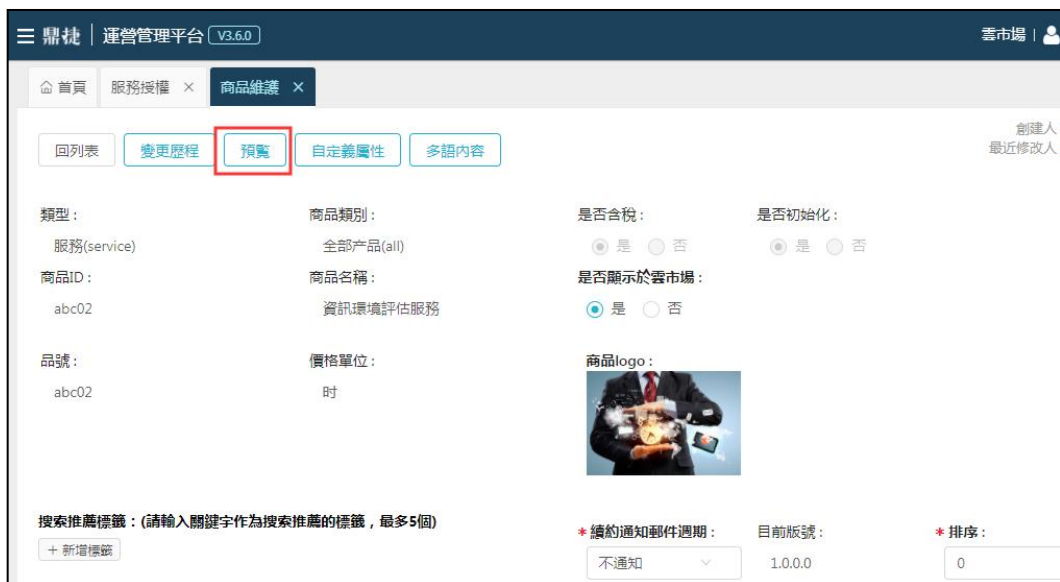 鼎捷 運營管理平台 V3.6.0 雲市場
首頁 服務授權 × 商品維護 ×
創建人
最近修改人
回列表 變更歷程 預覽 自定義屬性 多語內容
類型： 商品類別： 是否含稅： 是否初始化：
服務(service) 全部产品(all) 是 否 是 否
商品ID： 商品名稱： 是否顯示於雲市場：
abc02 資訊環境評估服務 是 否
品號： 價格單位： 商品logo：
abc02 时
搜索推薦標籤：(請輸入關鍵字作為搜索推薦的標籤，最多5個)
* 續約通知郵件週期： 目前版號： * 排序：
+ 新增標籤
不通知 1.0.0.0 0